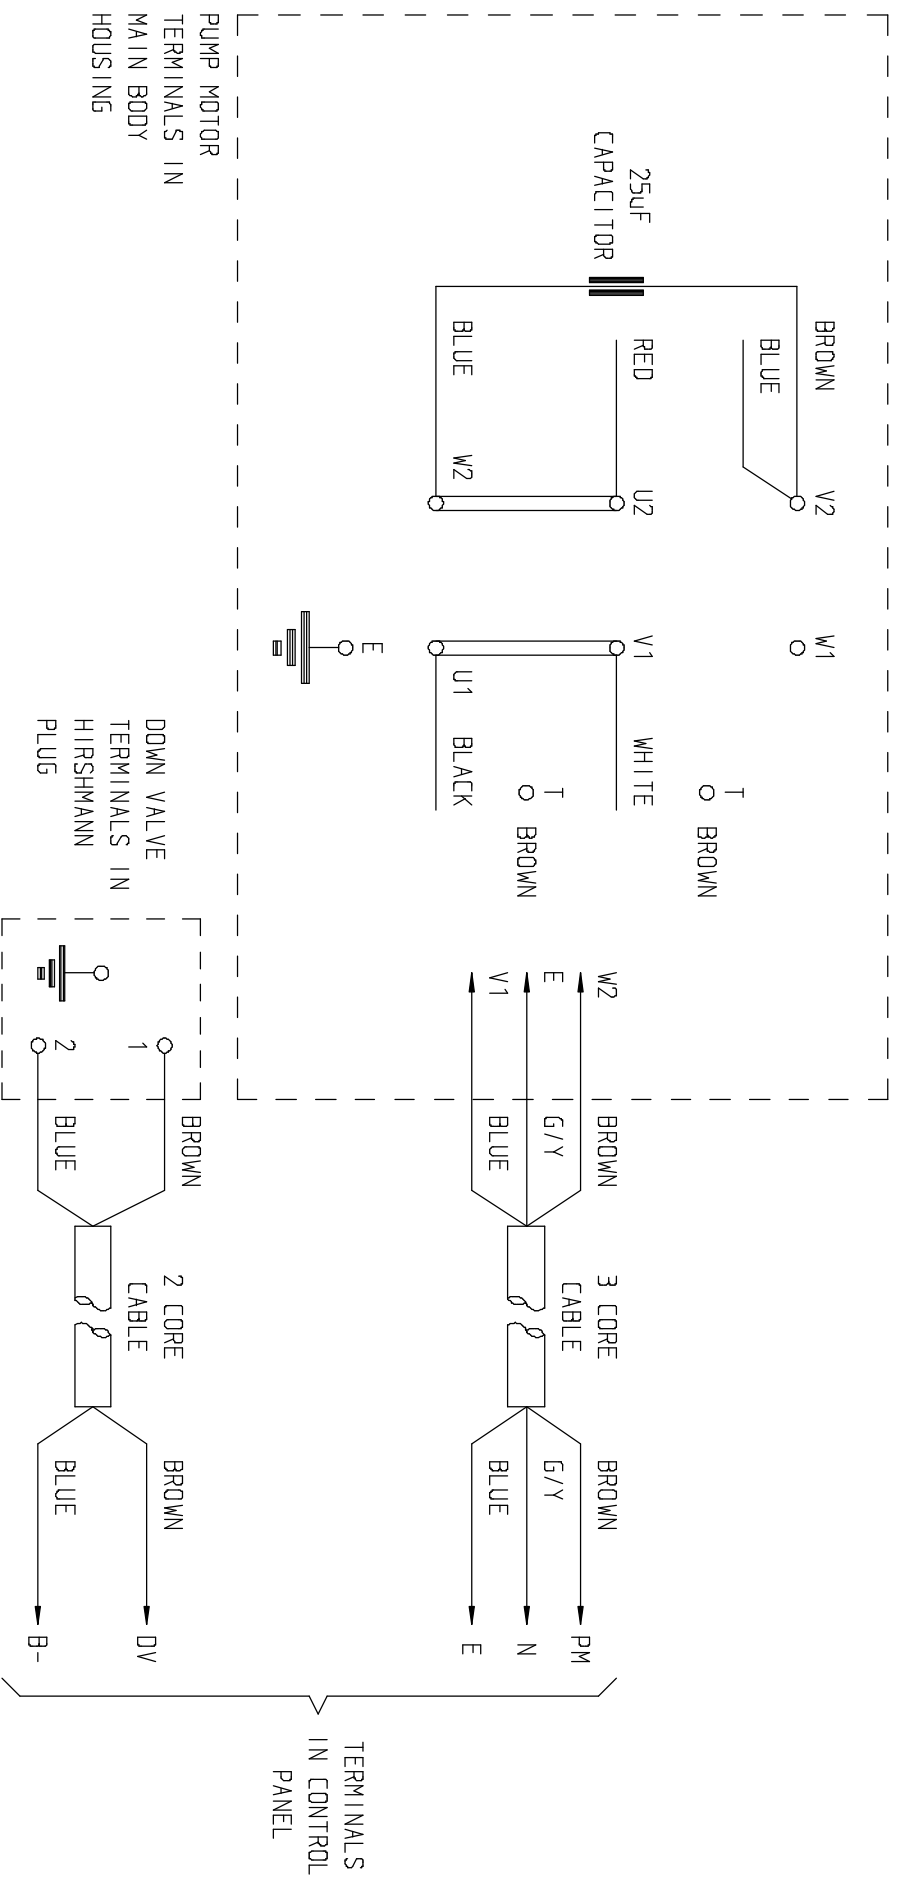 BROWN
V2
W1
BLUE
T
BROWN
25uF
CAPACITOR
RED
U2
V1
WHITE
T
BROWN
BLUE
W2
U1
BLACK
E
PUMP MOTOR
TERMINALS IN
MAIN BODY
HOUSING
W2
BROWN
E
G/Y
V1
BLUE
3 CORE
CABLE
BROWN
PM
G/Y
N
BLUE
E
DOWN VALVE
TERMINALS IN
HIRSHMANN
PLUG
1
BROWN
2
BLUE
2 CORE
CABLE
BROWN
DV
BLUE
B-
TERMINALS
IN CONTROL
PANEL